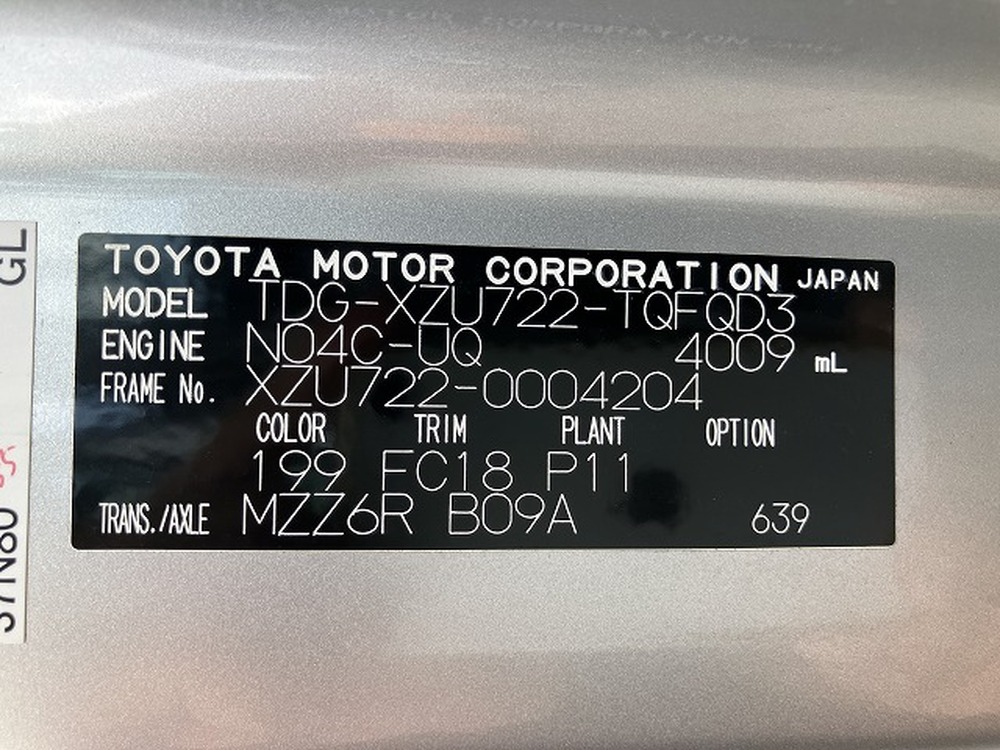 TOYOTA MOTOR CORPORATION JAPAN
MODEL TDG-XZU722-TQFQD3
ENGINE N04C-UQ 4009 mL
FRAME No. XZU722-0004204
COLOR TRIM PLANT OPTION
199 FC18 P11
TRANS./AXLE MZZ6R B09A 639
GL